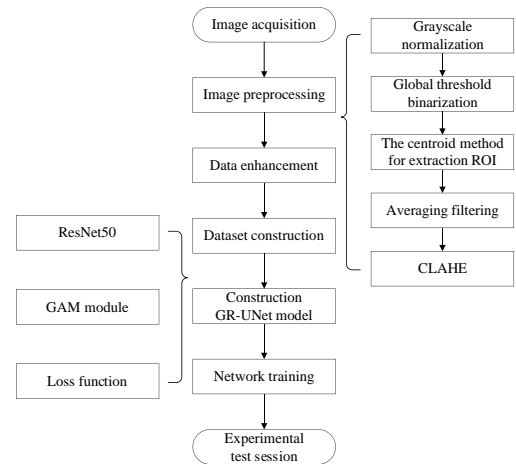 Image acquisition
Image preprocessing
Data enhancement
Dataset construction
Construction
GR-UNet model
Network training
Experimental
test session
Grayscale
normalization
Global threshold
binarization
The centroid method
for extraction ROI
Averaging filtering
CLAHE
ResNet50
GAM module
Loss function